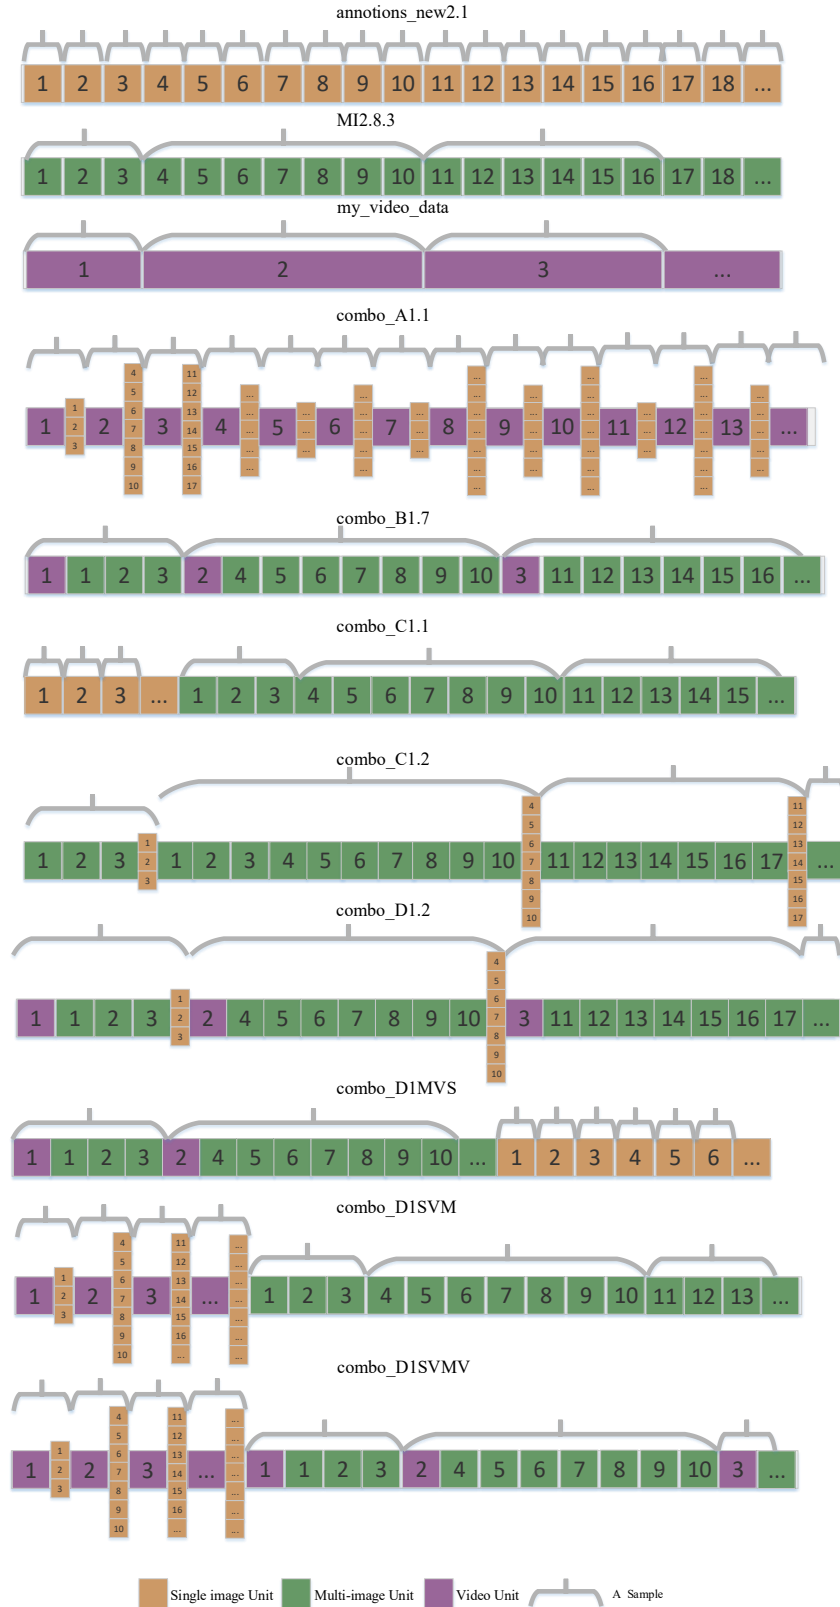 annotions_new2.1
1 2 3 4 5 6 7 8 9 10 11 12 13 14 15 16 17 18 ...
MI2.8.3
1 2 3 4 5 6 7 8 9 10 11 12 13 14 15 16 17 18 ...
my_video_data
1 2 3 ...
combo_A1.1
1 1 2 3 2 4 5 6 7 8 9 10 3 11 12 13 14 15 16 17 4 ... ... ... ... ... 5 ... ... ... 6 ... ... ... ... ... 7 ... ... ... 8 ... ... ... ... ... ... ... 9 ... ... ... ... ... 10 ... ... ... ... ... ... ... 11 ... ... ... 12 ... ... ... ... ... ... ... 13 ... ... ... ... ... ...
combo_B1.7
1 1 2 3 2 4 5 6 7 8 9 10 3 11 12 13 14 15 16 ...
combo_C1.1
1 2 3 ... 1 2 3 4 5 6 7 8 9 10 11 12 13 14 15 ...
combo_C1.2
1 2 3 1 2 3 1 2 3 4 5 6 7 8 9 10 4 5 6 7 8 9 10 11 12 13 14 15 16 17 11 12 13 14 15 16 17 ...
combo_D1.2
1 1 2 3 1 2 3 2 4 5 6 7 8 9 10 4 5 6 7 8 9 10 3 11 12 13 14 15 16 17 ...
combo_D1MVS
1 1 2 3 2 4 5 6 7 8 9 10 ... 1 2 3 4 5 6 ...
combo_D1SVM
1 1 2 3 2 4 5 6 7 8 9 10 3 11 12 13 14 15 16 ... ... ... ... ... ... ... ... ... 1 2 3 4 5 6 7 8 9 10 11 12 13 ...
combo_D1SVMV
1 1 2 3 2 4 5 6 7 8 9 10 3 11 12 13 14 15 16 ... ... ... ... ... ... ... ... ... 1 1 2 3 2 4 5 6 7 8 9 10 3 ...
Single image Unit Multi-image Unit Video Unit A Sample